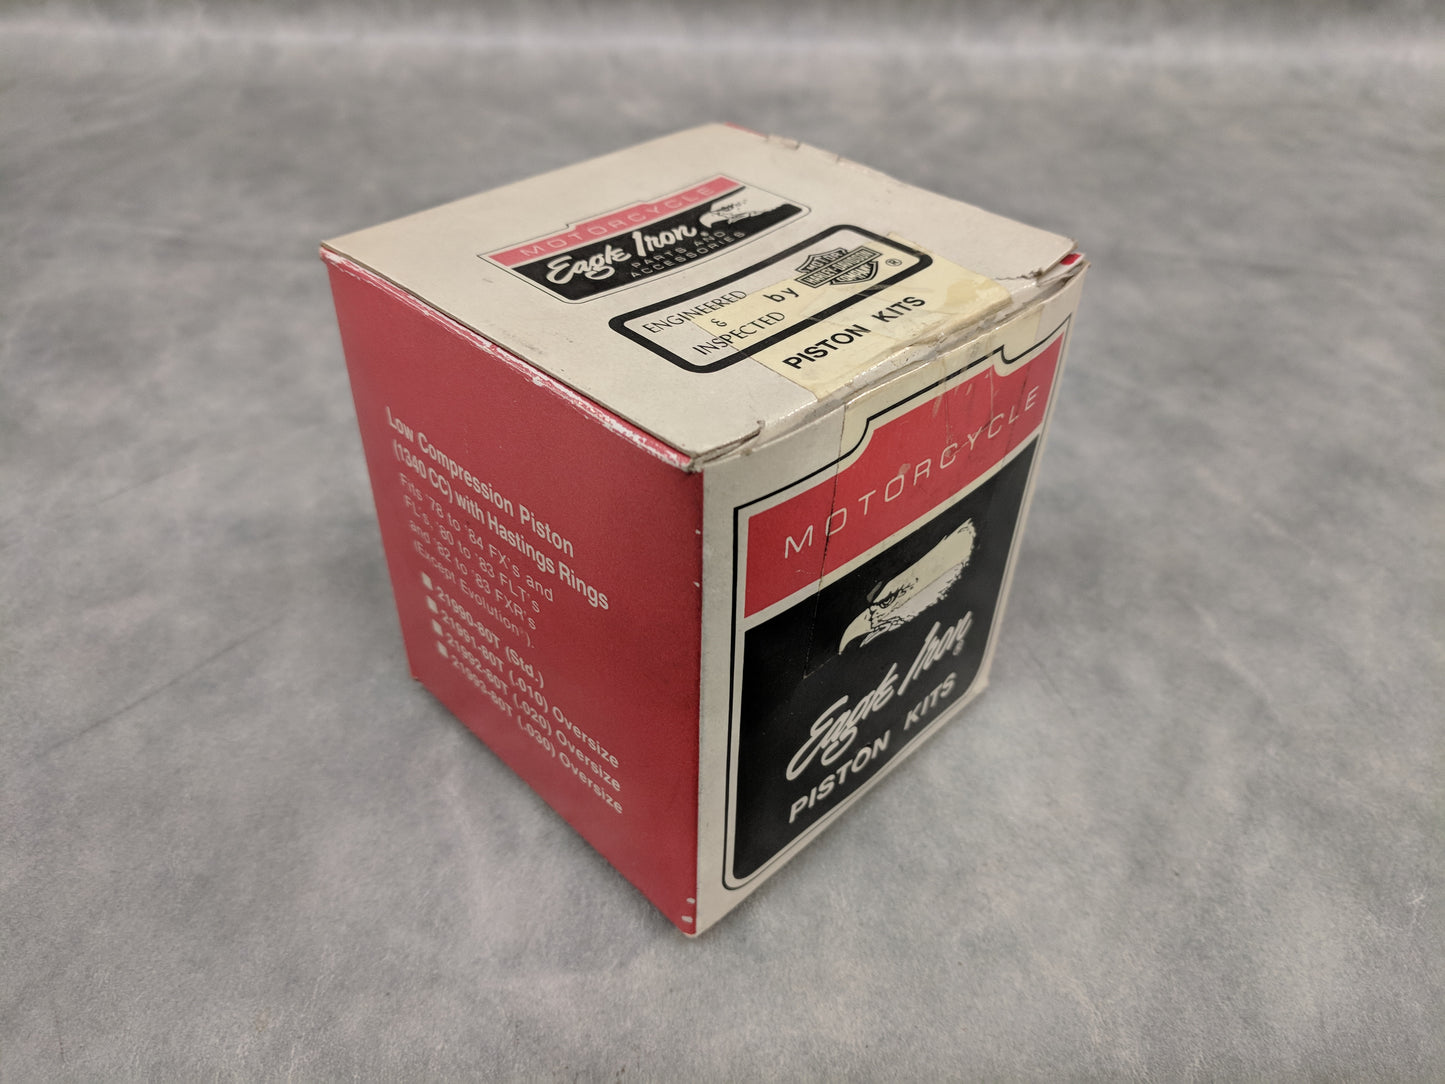 MOTORCYCLE
Eagle Iron
PARTS AND
ACCESSORIES
ENGINEERED
&
INSPECTED
by
MOTOR
HARLEY-DAVIDSON
®
PISTON KITS
Low Compression Piston
(1340 CC) with Hastings Rings
Fits '78 to '84 FX's and
FL's, '80 to '83 FLT's
and '82 to '83 FXR's
(Except Evolution').
21990-80T (Std.)
21991-80T (.010) Oversize
21992-80T (.020) Oversize
21993-80T (.030) Oversize
MOTORCYCLE
Eagle Iron®
PISTON KITS